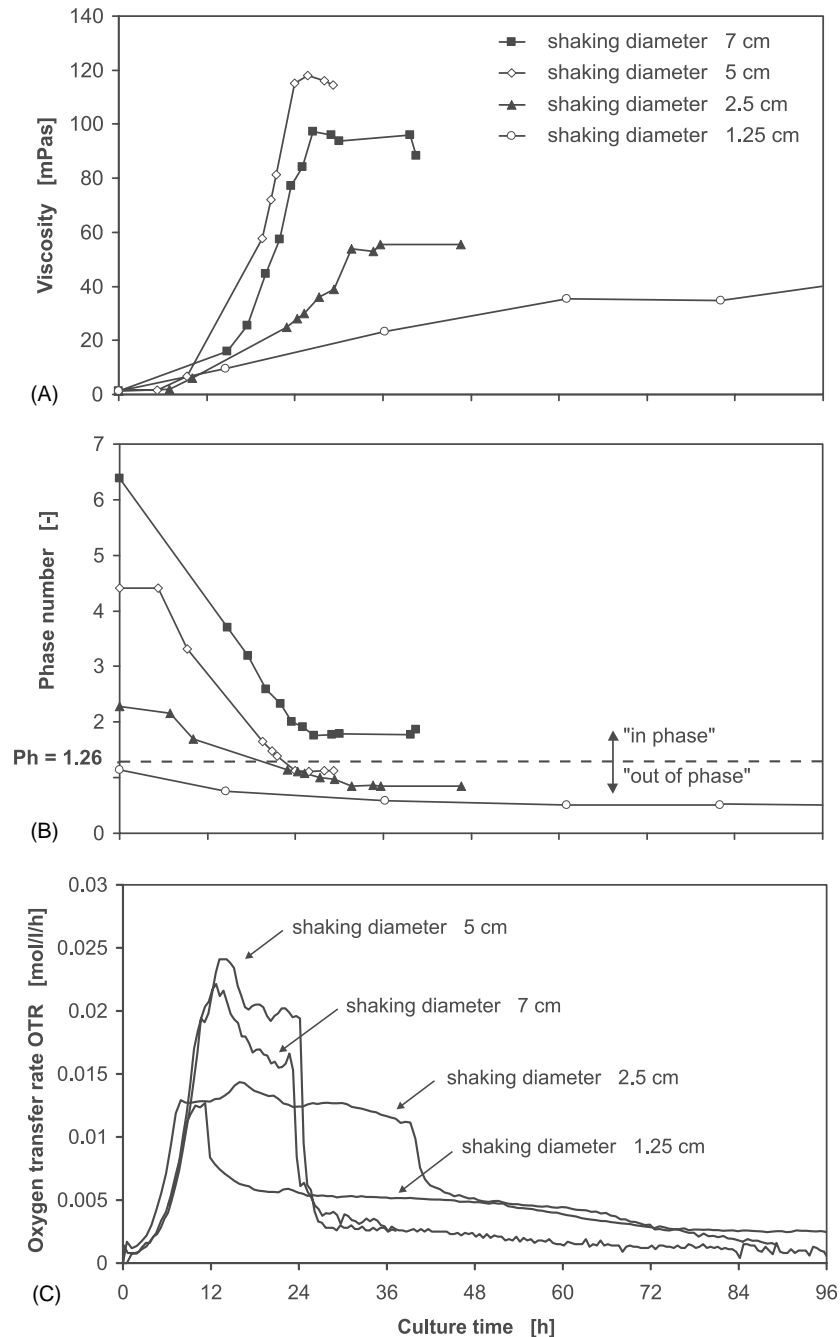 140
120
100
80
60
40
20
0
Viscosity [mPas]
shaking diameter 7 cm
shaking diameter 5 cm
shaking diameter 2.5 cm
shaking diameter 1.25 cm
(A)
7
6
5
4
3
2
Ph = 1.26
0
Phase number [-]
"in phase"
"out of phase"
(B)
0.03
0.025
0.02
0.015
0.01
0.005
0
Oxygen transfer rate OTR [mol/l/h]
shaking diameter 5 cm
shaking diameter 7 cm
shaking diameter 2.5 cm
shaking diameter 1.25 cm
(C)
0 12 24 36 48 60 72 84 96
Culture time [h]